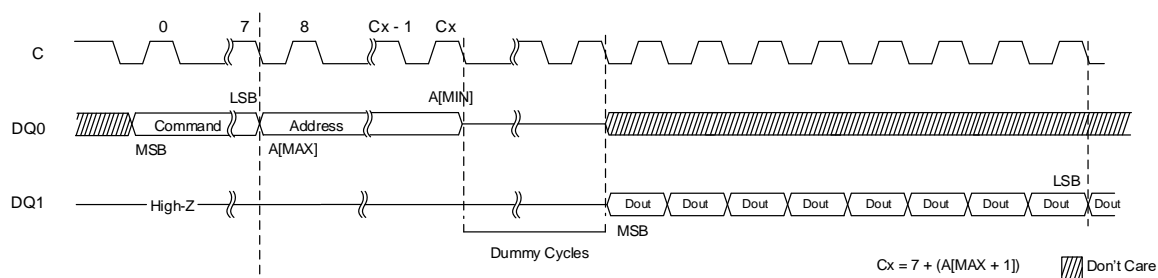 0 7 8 Cx - 1 Cx
C
LSB A[MIN]
DQ0 Command Address
MSB A[MAX]
LSB
DQ1 High-Z Dout Dout Dout Dout Dout Dout Dout Dout Dout
MSB
Dummy Cycles
Cx = 7 + (A[MAX + 1]) Don't Care